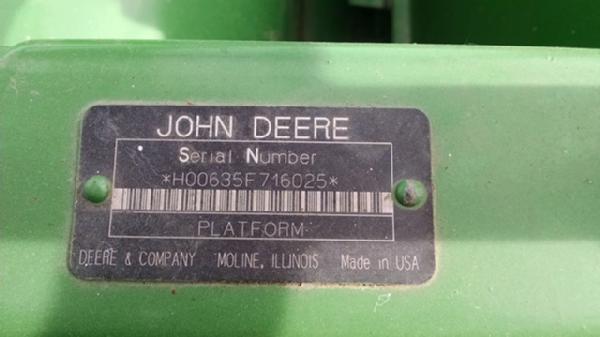 JOHN DEERE
Serial Number
*H00635F716025*
PLATFORM
DEERE & COMPANY MOLINE, ILLINOIS Made in USA